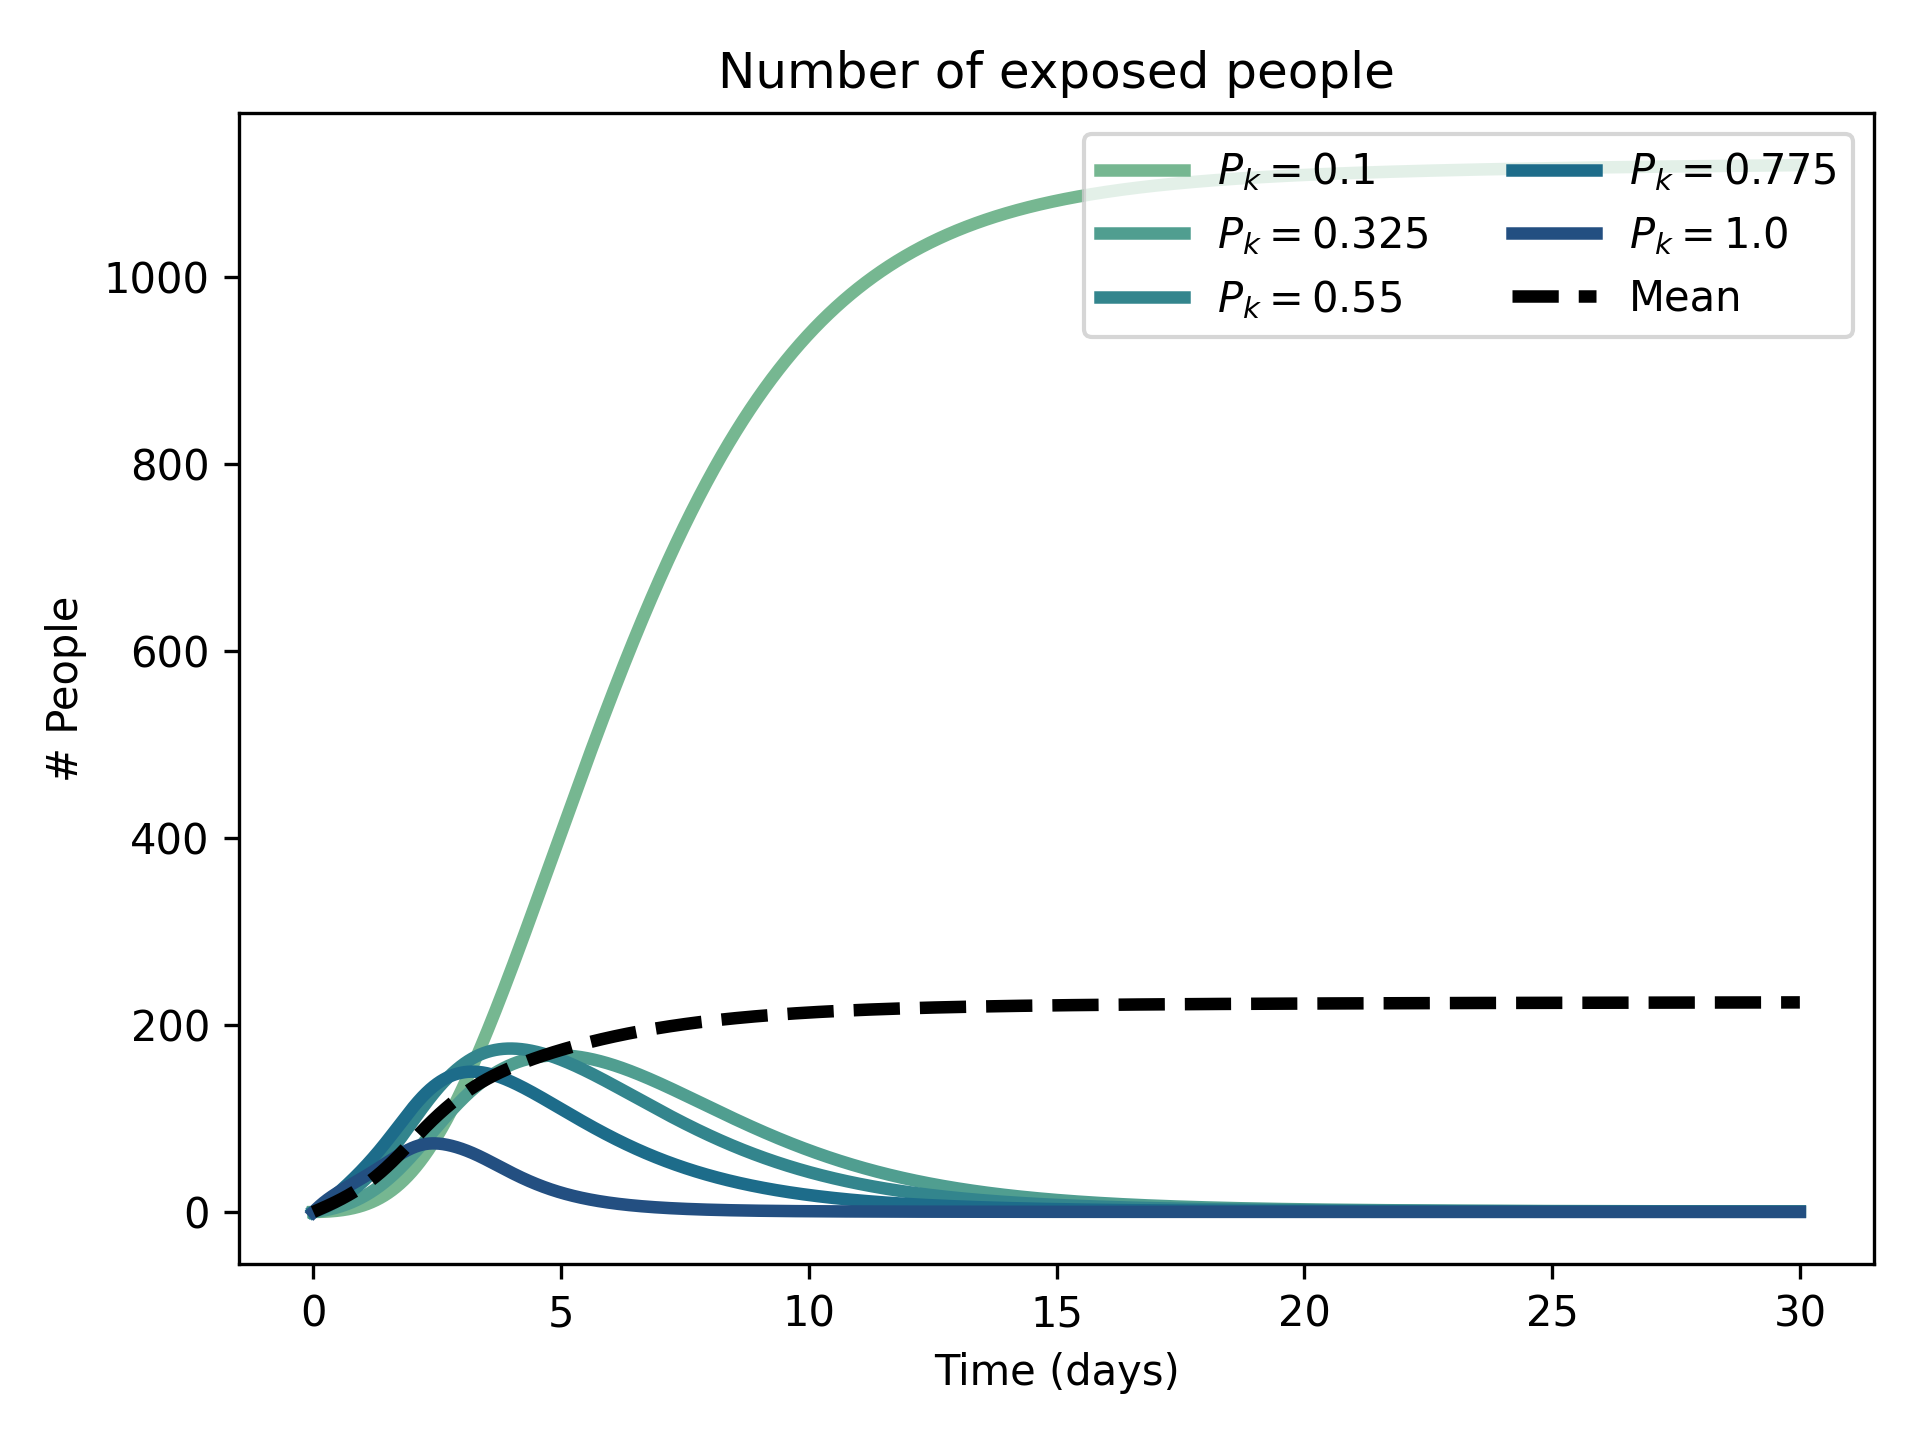 Number of exposed people
P_k = 0.1
P_k = 0.325
P_k = 0.55
P_k = 0.775
P_k = 1.0
Mean
# People
1000
800
600
400
200
0
0 5 10 15 20 25 30
Time (days)